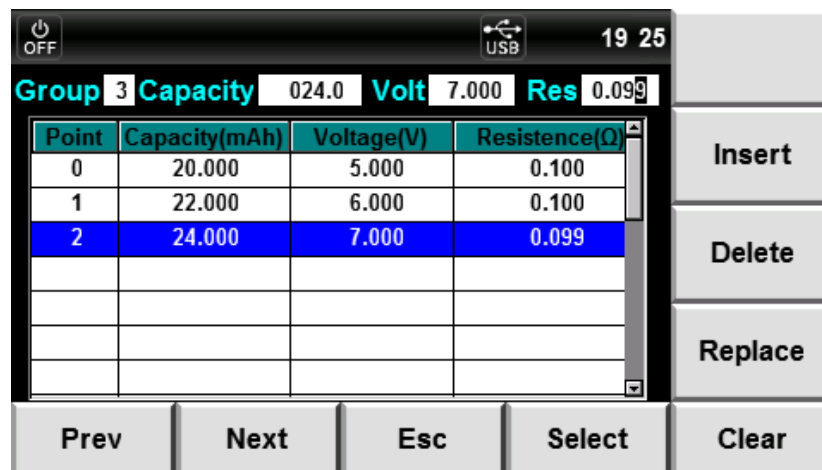 OFF USB 19 25
Group 3 Capacity 024.0 Volt 7.000 Res 0.099
Point Capacity(mAh) Voltage(V) Resistence(Ω)
0 20.000 5.000 0.100
1 22.000 6.000 0.100
2 24.000 7.000 0.099
Insert
Delete
Replace
Prev Next Esc Select Clear